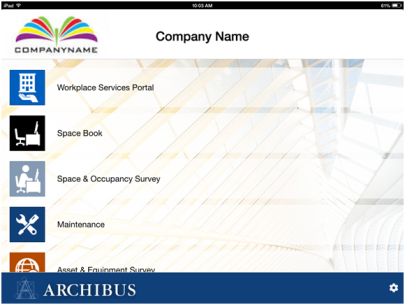 iPad
10:03 AM
61%
COMPANYNAME
Company Name
Workplace Services Portal
Space Book
Space & Occupancy Survey
Maintenance
Asset & Equipment Survey
ARCHIBUS